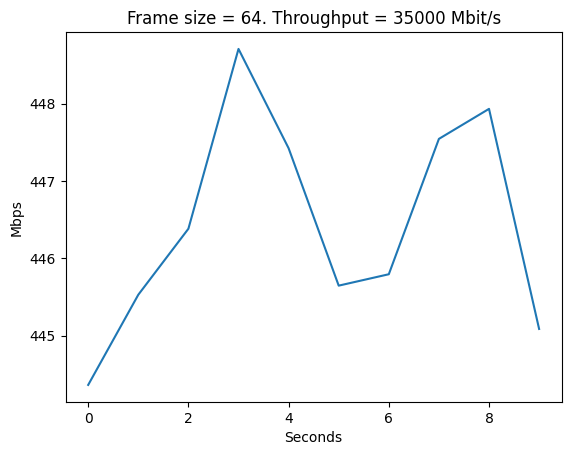 Frame size = 64. Throughput = 35000 Mbit/s
448
447
446
445
Mbps
0 2 4 6 8
Seconds